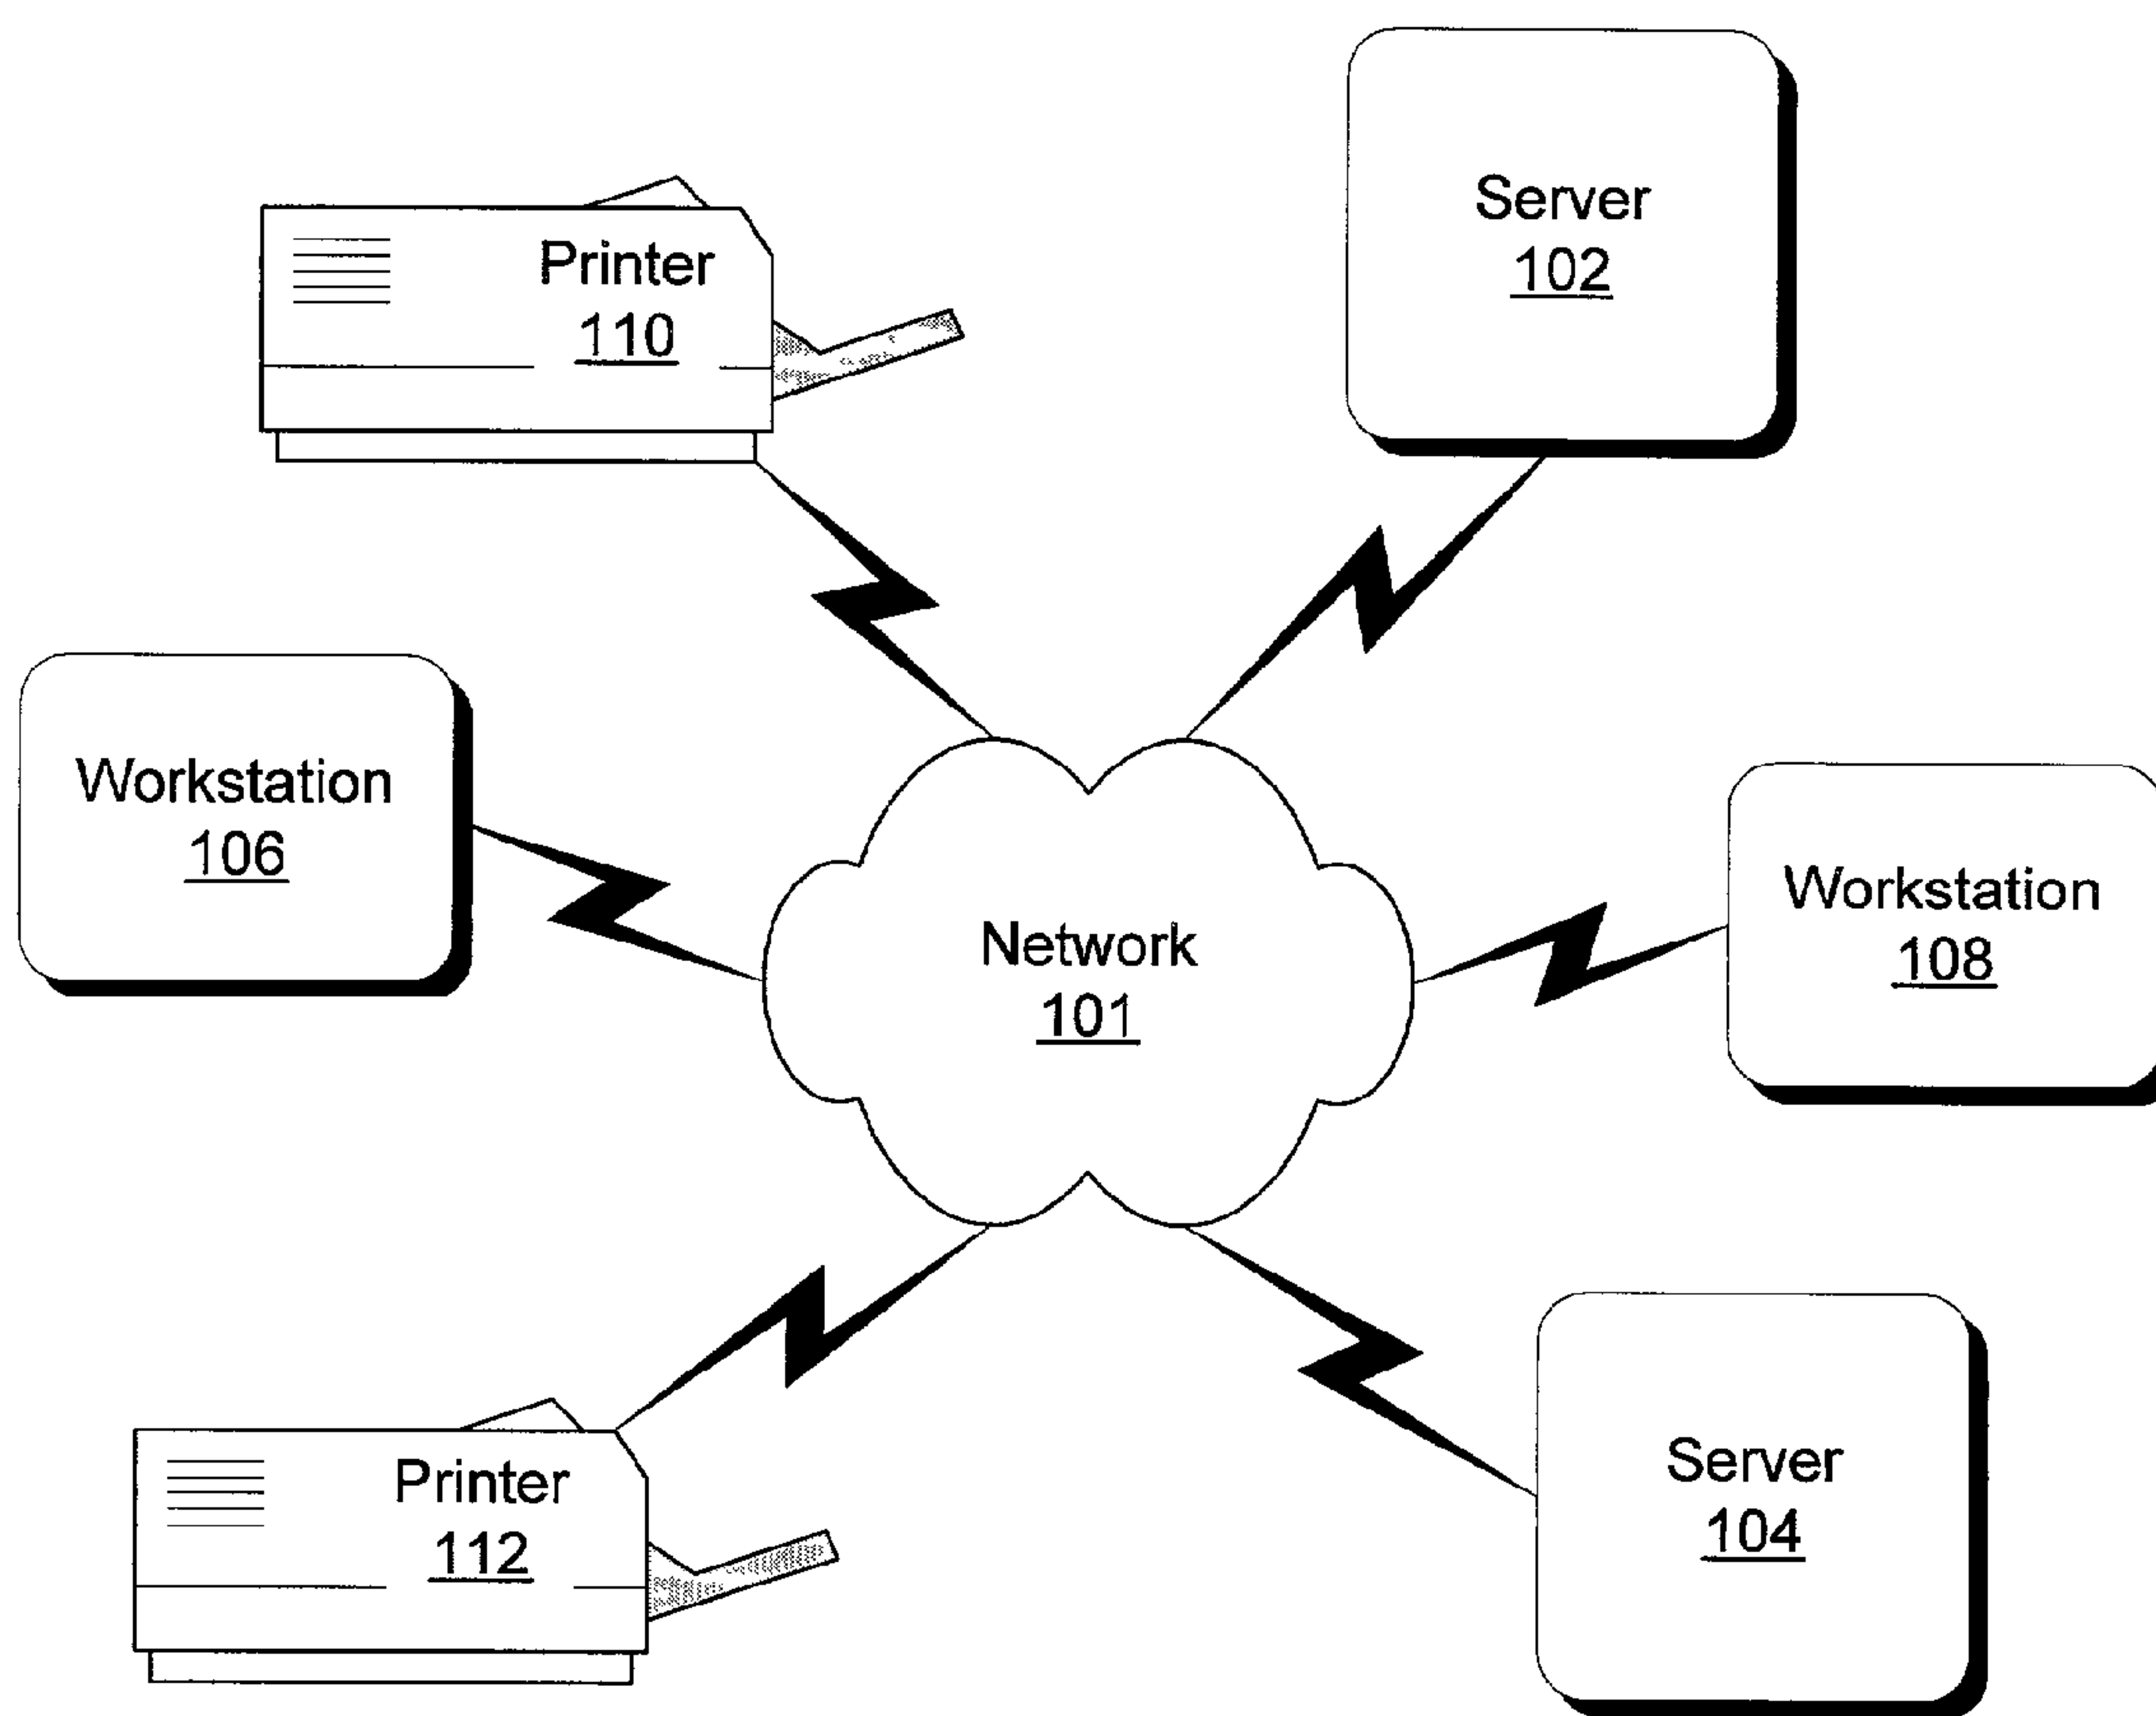 Server
102
Printer
110
Workstation
106
Workstation
108
Network
101
Printer
112
Server
104